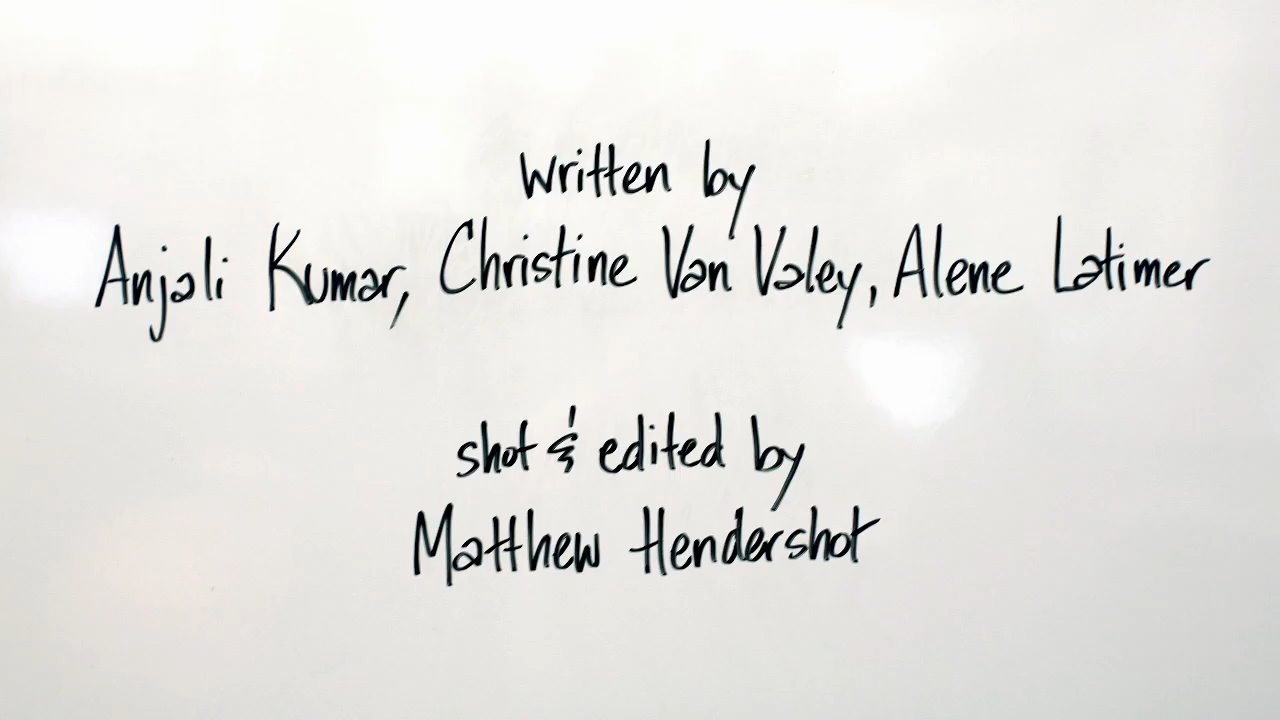 written by
Anjali Kumar, Christine Van Valey, Alene Latimer
shot & edited by
Matthew Hendershot